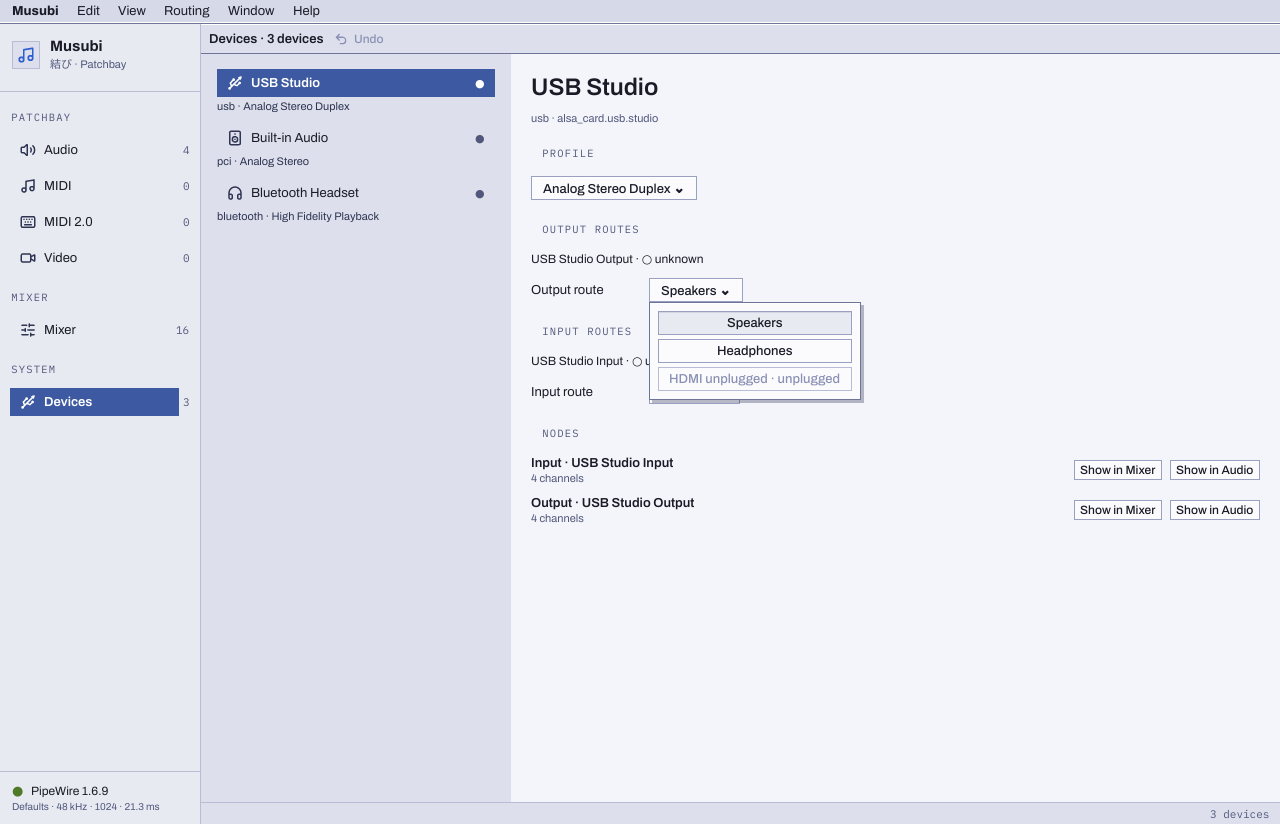 Musubi Edit View Routing Window Help
Musubi
結び · Patchbay
PATCHBAY
Audio 4
MIDI 0
MIDI 2.0 0
Video 0
MIXER
Mixer 16
SYSTEM
Devices 3
PipeWire 1.6.9
Defaults · 48 kHz · 1024 · 21.3 ms
Devices · 3 devices Undo
USB Studio
usb · Analog Stereo Duplex
Built-in Audio
pci · Analog Stereo
Bluetooth Headset
bluetooth · High Fidelity Playback
USB Studio
usb · alsa_card.usb.studio
PROFILE
Analog Stereo Duplex
OUTPUT ROUTES
USB Studio Output · ○ unknown
Output route Speakers
Speakers
Headphones
HDMI unplugged · unplugged
INPUT ROUTES
USB Studio Input · ○
Input route
NODES
Input · USB Studio Input
4 channels
Show in Mixer Show in Audio
Output · USB Studio Output
4 channels
Show in Mixer Show in Audio
3 devices